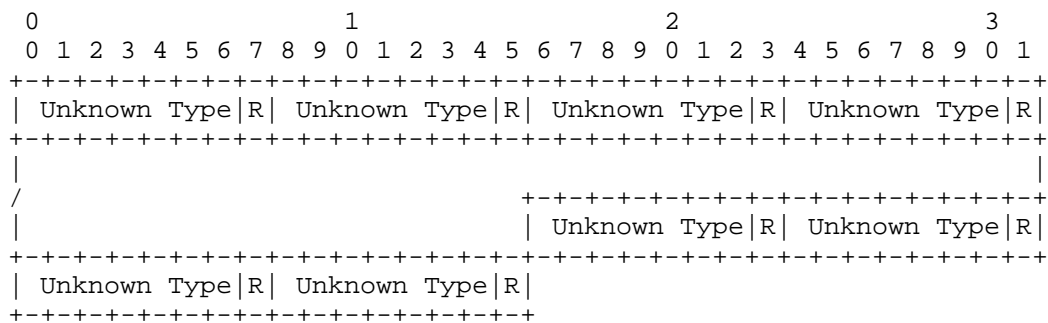 0                   1                   2                   3
 0 1 2 3 4 5 6 7 8 9 0 1 2 3 4 5 6 7 8 9 0 1 2 3 4 5 6 7 8 9 0 1
+-+-+-+-+-+-+-+-+-+-+-+-+-+-+-+-+-+-+-+-+-+-+-+-+-+-+-+-+-+-+-+-+
| Unknown Type|R| Unknown Type|R| Unknown Type|R| Unknown Type|R|
+-+-+-+-+-+-+-+-+-+-+-+-+-+-+-+-+-+-+-+-+-+-+-+-+-+-+-+-+-+-+-+-+
|                                                               |
/                               +-+-+-+-+-+-+-+-+-+-+-+-+-+-+-+-+
|                               | Unknown Type|R| Unknown Type|R|
+-+-+-+-+-+-+-+-+-+-+-+-+-+-+-+-+-+-+-+-+-+-+-+-+-+-+-+-+-+-+-+-+
| Unknown Type|R| Unknown Type|R|
+-+-+-+-+-+-+-+-+-+-+-+-+-+-+-+-+